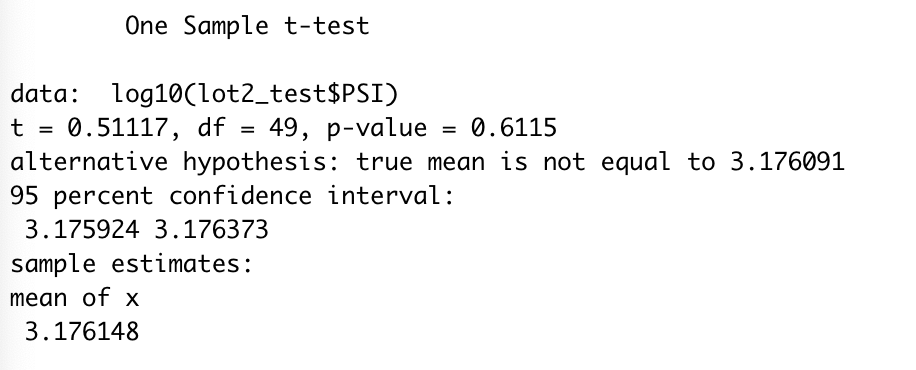 One Sample t-test
data:  log10(lot2_test$PSI)
t = 0.51117, df = 49, p-value = 0.6115
alternative hypothesis: true mean is not equal to 3.176091
95 percent confidence interval:
 3.175924 3.176373
sample estimates:
mean of x
 3.176148